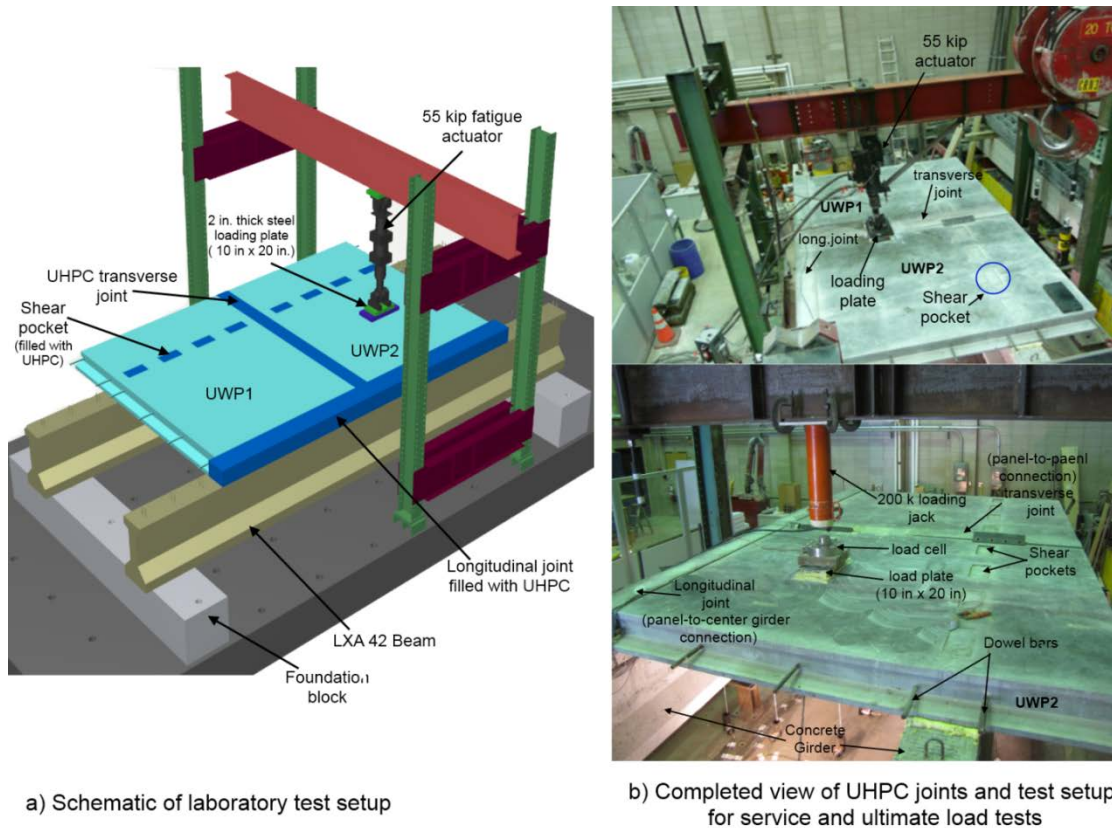 55 kip fatigue
actuator
2 in. thick steel
loading plate
( 10 in x 20 in.)
UHPC transverse
joint
Shear
pocket
(filled with
UHPC)
UWP2
UWP1
Longitudinal joint
filled with UHPC
LXA 42 Beam
Foundation
block
a) Schematic of laboratory test setup
20 TO
55 kip
actuator
transverse
joint
UWP1
long.joint
UWP2
loading
plate
Shear
pocket
(panel-to-paenl
connection)
transverse
joint
200 k loading
jack
load cell
Shear
pockets
load plate
(10 in x 20 in)
Longitudinal
joint
(panel-to-center girder
connection)
Dowel bars
UWP2
Concrete
Girder
b) Completed view of UHPC joints and test setup
for service and ultimate load tests